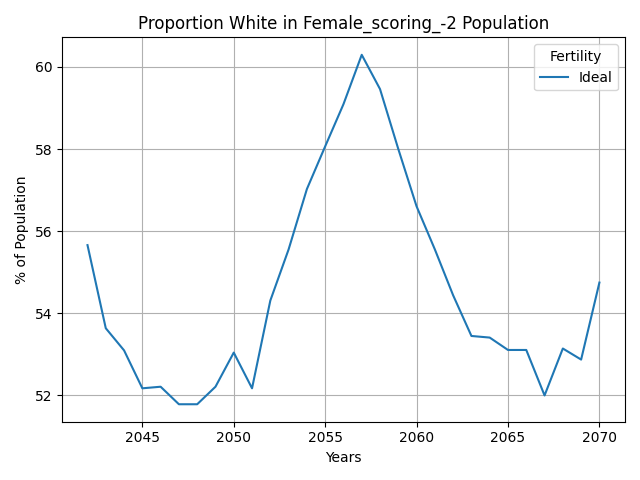 Proportion White in Female_scoring_-2 Population
Fertility
Ideal
% of Population
60
58
56
54
52
2045 2050 2055 2060 2065 2070
Years